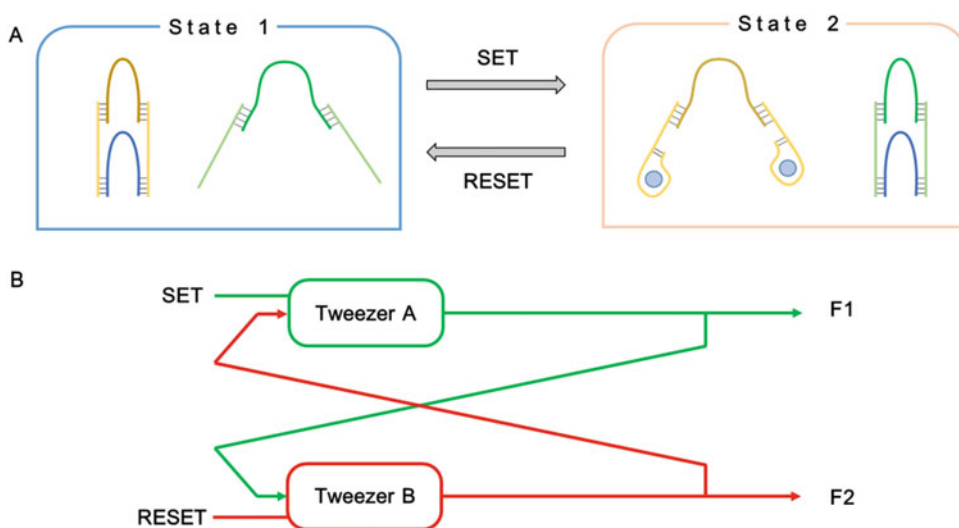 A
State 1
State 2
SET
RESET
B
SET
Tweezer A
F1
Tweezer B
F2
RESET